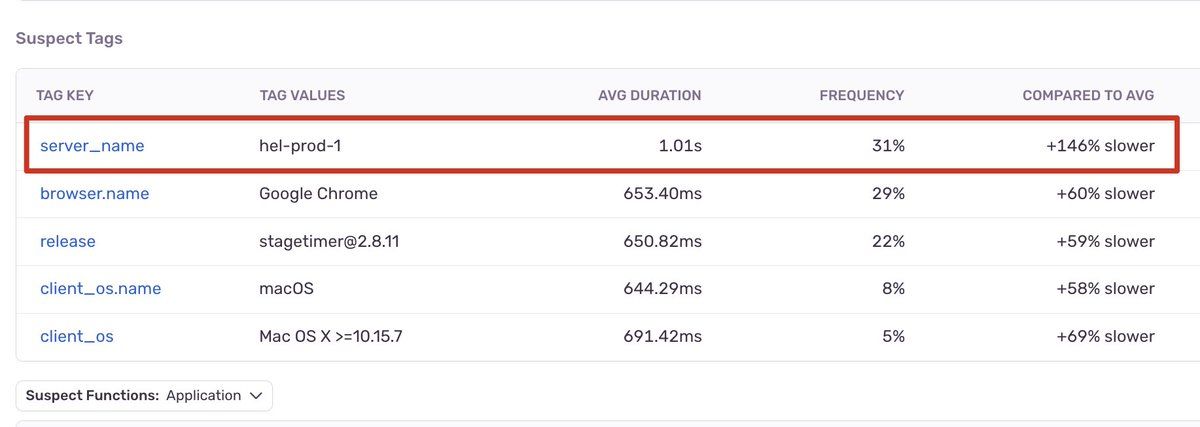 Suspect Tags
TAG KEY TAG VALUES AVG DURATION FREQUENCY COMPARED TO AVG
server_name hel-prod-1 1.01s 31% +146% slower
browser.name Google Chrome 653.40ms 29% +60% slower
release stagetimer@2.8.11 650.82ms 22% +59% slower
client_os.name macOS 644.29ms 8% +58% slower
client_os Mac OS X >=10.15.7 691.42ms 5% +69% slower
Suspect Functions: Application